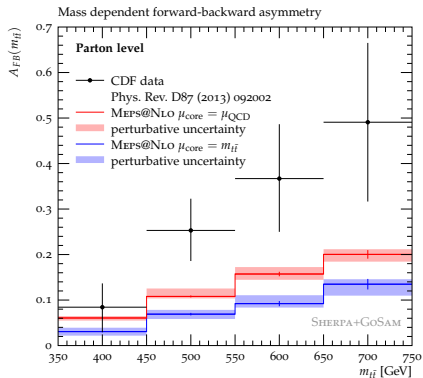 Mass dependent forward-backward asymmetry
A_FB(m_tt̄)
Parton level
CDF data
Phys. Rev. D87 (2013) 092002
MEPS@NLO μ_core = μ_QCD
perturbative uncertainty
MEPS@NLO μ_core = m_tt̄
perturbative uncertainty
0.7
0.6
0.5
0.4
0.3
0.2
0.1
0
SHERPA+GOSAM
350 400 450 500 550 600 650 700 750
m_tt̄ [GeV]